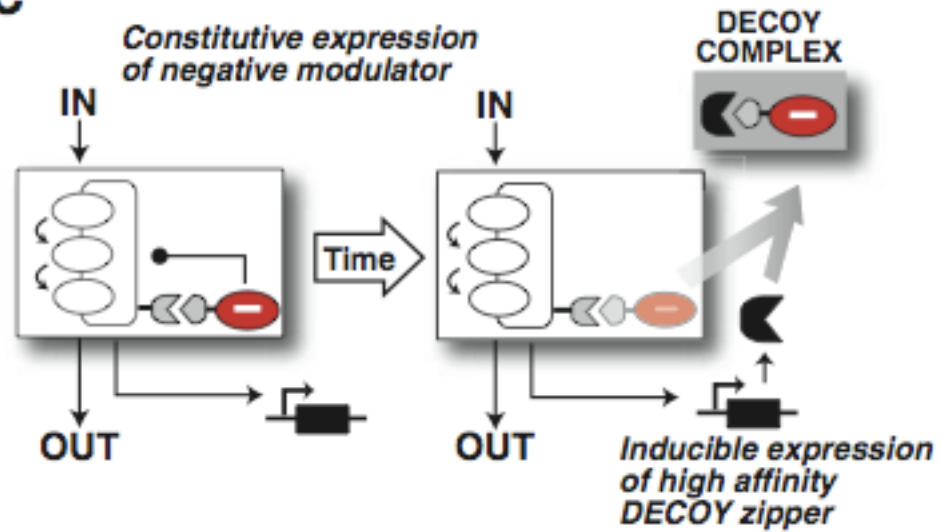 C
Constitutive expression
of negative modulator
DECOY
COMPLEX
IN
IN
Time
OUT
OUT
Inducible expression
of high affinity
DECOY zipper